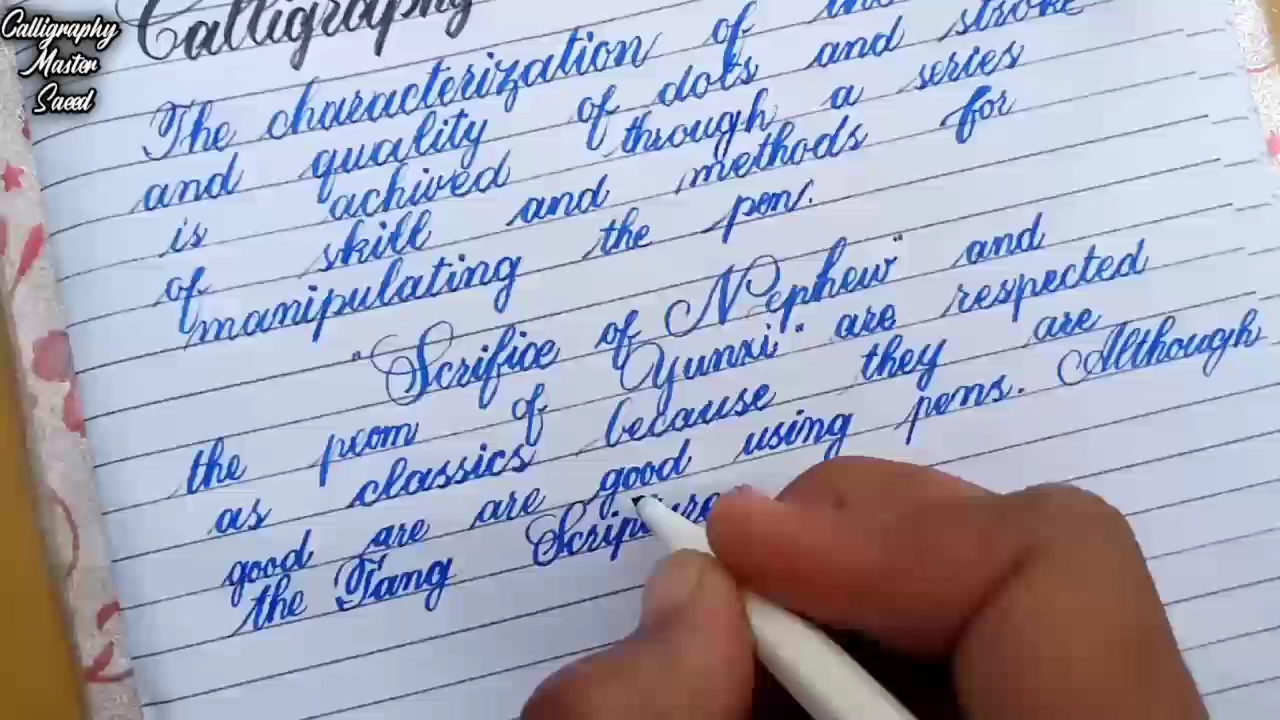 Calligraphy
Master
Saeed
Calligraphy
The characterization of the
and quality of dots and stroke
is achived through a series
of skill and methods for
manipulating the pen.
"Scrifice of Nephew" and
the peom of Yunxi" are respected
as classics because they are
good are are good using pens. Although
the Tang